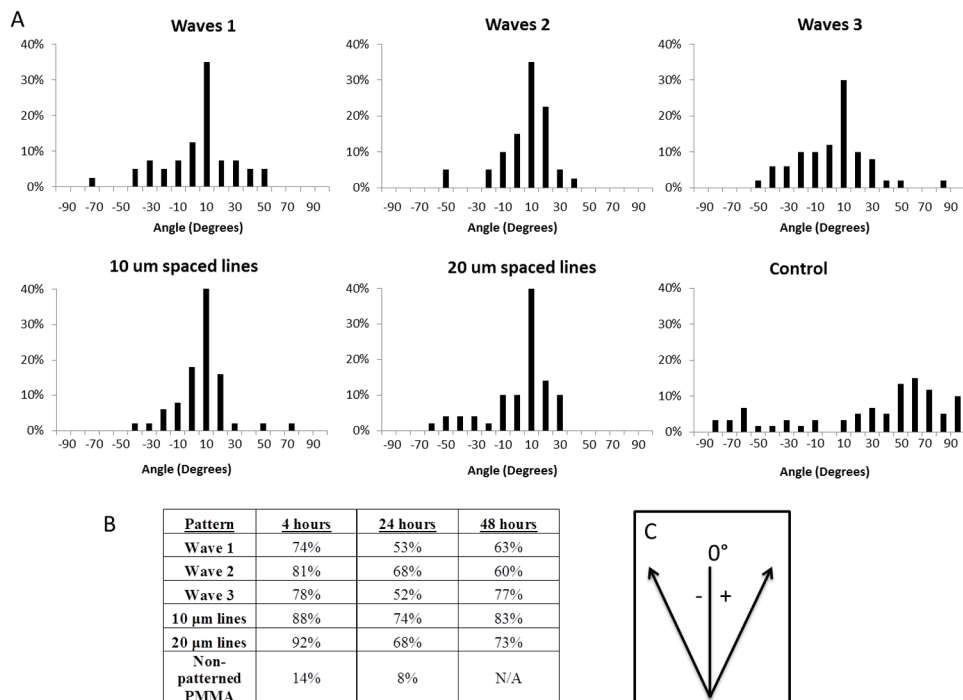 A
Waves 1
Waves 2
Waves 3
40%
30%
20%
10%
0%
-90 -70 -50 -30 -10 10 30 50 70 90
Angle (Degrees)
40%
30%
20%
10%
0%
-90 -70 -50 -30 -10 10 30 50 70 90
Angle (Degrees)
40%
30%
20%
10%
0%
-90 -70 -50 -30 -10 10 30 50 70 90
Angle (Degrees)
10 um spaced lines
20 um spaced lines
Control
40%
30%
20%
10%
0%
-90 -70 -50 -30 -10 10 30 50 70 90
Angle (Degrees)
40%
30%
20%
10%
0%
-90 -70 -50 -30 -10 10 30 50 70 90
Angle (Degrees)
40%
30%
20%
10%
0%
-90 -70 -50 -30 -10 10 30 50 70 90
Angle (Degrees)
B
Pattern 4 hours 24 hours 48 hours
Wave 1 74% 53% 63%
Wave 2 81% 68% 60%
Wave 3 78% 52% 77%
10 µm lines 88% 74% 83%
20 µm lines 92% 68% 73%
Non-
patterned 14% 8% N/A
PMMA
C
0°
- +